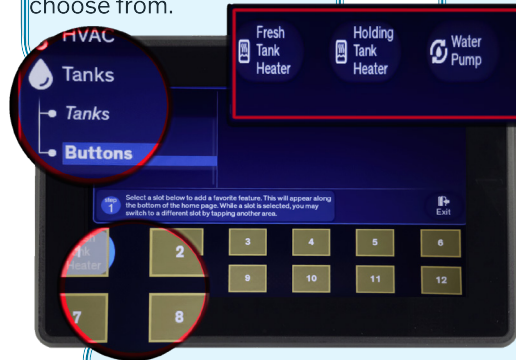 choose from.
HVAC
Tanks
Tanks
Buttons
Fresh
Tank
Heater
Holding
Tank
Heater
Water
Pump
step
1
Select a slot below to add a favorite feature. This will appear along
the bottom of the home page. While a slot is selected, you may
switch to a different slot by tapping another area.
Exit
1 2 3 4 5 6
Heater
7 8 9 10 11 12